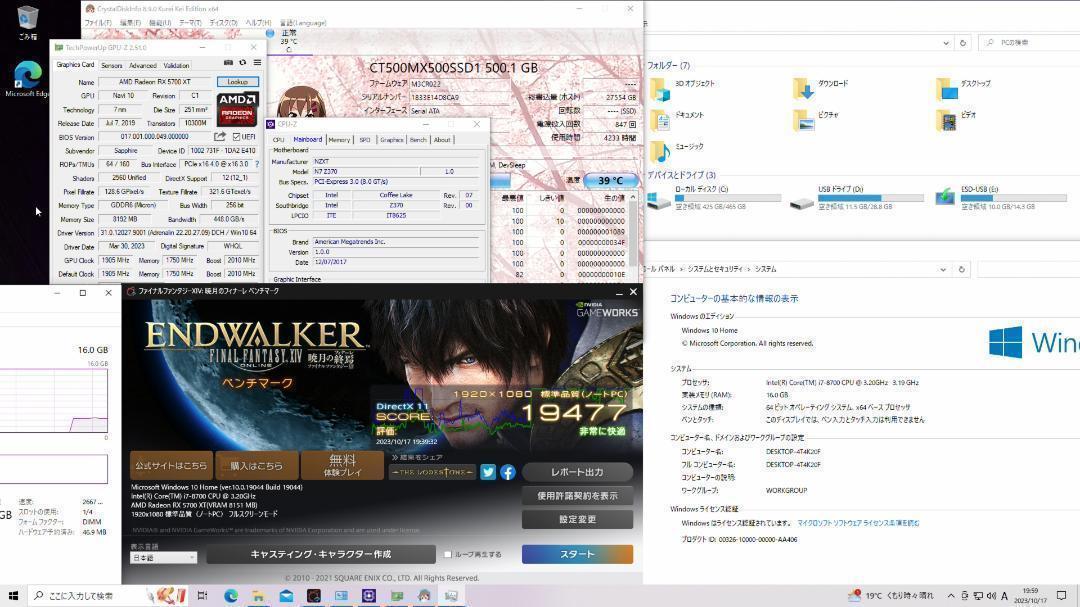 ごみ箱
Microsoft Edge
CrystalDiskInfo 8.9.0 Kurei Kei Edition x64
ファイル(F) 編集(E) 機能(U) テーマ(T) ディスク(D) ヘルプ(H) 言語(Language)
正常
39 °C
C:
CT500MX500SSD1 500.1 GB
ファームウェア M3CR022
シリアルナンバー 1833E14D8CA9
インターフェース Serial ATA
総書込量 (ホスト) 27554 GB
回転数 ---- (SSD)
電源投入回数 847 回
使用時間 4233 時間
DevSleep
温度 39 °C
最悪値 しきい値 生の値
100 0 000000000000
100 10 000000000000
100 0 000000001089
100 0 00000000034F
100 0 000000000000
100 0 000000000000
82 0 00000000010E
TechPowerUp GPU-Z 2.51.0
Graphics Card Sensors Advanced Validation
Name AMD Radeon RX 5700 XT Lookup
GPU Navi 10 Revision C1
AMD
RADEON
GRAPHICS
Technology 7 nm Die Size 251 mm²
Release Date Jul 7, 2019 Transistors 10300M
BIOS Version 017.001.000.049.000000 UEFI
Subvendor Sapphire Device ID 1002 731F - 1DA2 E410
ROPs/TMUs 64 / 160 Bus Interface PCIe x16 4.0 @ x16 3.0 ?
Shaders 2560 Unified DirectX Support 12 (12_1)
Pixel Fillrate 128.6 GPixel/s Texture Fillrate 321.6 GTexel/s
Memory Type GDDR6 (Micron) Bus Width 256 bit
Memory Size 8192 MB Bandwidth 448.0 GB/s
Driver Version 31.0.12027.9001 (Adrenalin 22.20.27.09) DCH / Win10 64
Driver Date Mar 30, 2023 Digital Signature WHQL
GPU Clock 1905 MHz Memory 1750 MHz Boost 2010 MHz
Default Clock 1905 MHz Memory 1750 MHz Boost 2010 MHz
CPU-Z
CPU Mainboard Memory SPD Graphics Bench About
Motherboard
Manufacturer NZXT
Model N7 Z370 1.0
Bus Specs. PCI-Express 3.0 (8.0 GT/s)
Chipset Intel Coffee Lake Rev. 07
Southbridge Intel Z370 Rev. 00
LPCIO ITE IT8625
BIOS
Brand American Megatrends Inc.
Version 1.0.0
Date 12/07/2017
Graphic Interface
PCの検索
フォルダー (7)
3D オブジェクト
ダウンロード
デスクトップ
ドキュメント
ピクチャ
ビデオ
ミュージック
デバイスとドライブ (3)
ローカル ディスク (C:)
空き領域 425 GB/465 GB
USB ドライブ (D:)
空き領域 11.5 GB/28.8 GB
ESD-USB (E:)
空き領域 10.0 GB/14.3 GB
ロール パネル > システムとセキュリティ > システム
コンピューターの基本的な情報の表示
Windows のエディション
Windows 10 Home
© Microsoft Corporation. All rights reserved.
Wind
システム
プロセッサ: Intel(R) Core(TM) i7-8700 CPU @ 3.20GHz 3.19 GHz
実装メモリ (RAM): 16.0 GB
システムの種類: 64 ビット オペレーティング システム、x64 ベース プロセッサ
ペンとタッチ: このディスプレイでは、ペン入力とタッチ入力は利用できません
コンピューター名、ドメインおよびワークグループの設定
コンピューター名: DESKTOP-4T4K20F
フル コンピューター名: DESKTOP-4T4K20F
コンピューターの説明:
ワークグループ: WORKGROUP
Windows ライセンス認証
Windows はライセンス認証されています。 マイクロソフト ソフトウェア ライセンス条項を読む
プロダクト ID: 00326-10000-00000-AA406
16.0 GB
16.0 GB
0
GB
速度: 2667 ...
スロットの使用: 1/4
フォーム ファクター: DIMM
ハードウェア予約済み: 46.9 MB
ファイナルファンタジーXIV: 暁月のフィナーレ ベンチマーク
NVIDIA
GAMEWORKS
ENDWALKER
FINAL FANTASY XIV 暁月の終焉
ONLINE
ベンチマーク
1920×1080 標準品質(ノートPC)
DirectX 11
SCORE: 19477
評価: 非常に快適
2023/10/17 19:39:32
公式サイトはこちら
購入はこちら
無料
体験プレイ
結果をシェア
THE LODESTONE
レポート出力
使用許諾契約を表示
設定変更
Microsoft Windows 10 Home (ver.10.0.19044 Build 19044)
Intel(R) Core(TM) i7-8700 CPU @ 3.20GHz
AMD Radeon RX 5700 XT(VRAM 8151 MB)
1920x1080 標準品質（ノートPC） フルスクリーンモード
NVIDIA® and NVIDIA GameWorks™ are trademarks of NVIDIA Corporation and are used under license.
表示言語
日本語
キャスティング・キャラクター作成
ループ再生する
スタート
© 2010 - 2021 SQUARE ENIX CO., LTD. All Rights Reserved.
ここに入力して検索
19°C くもり時々晴れ
A
19:59
2023/10/17